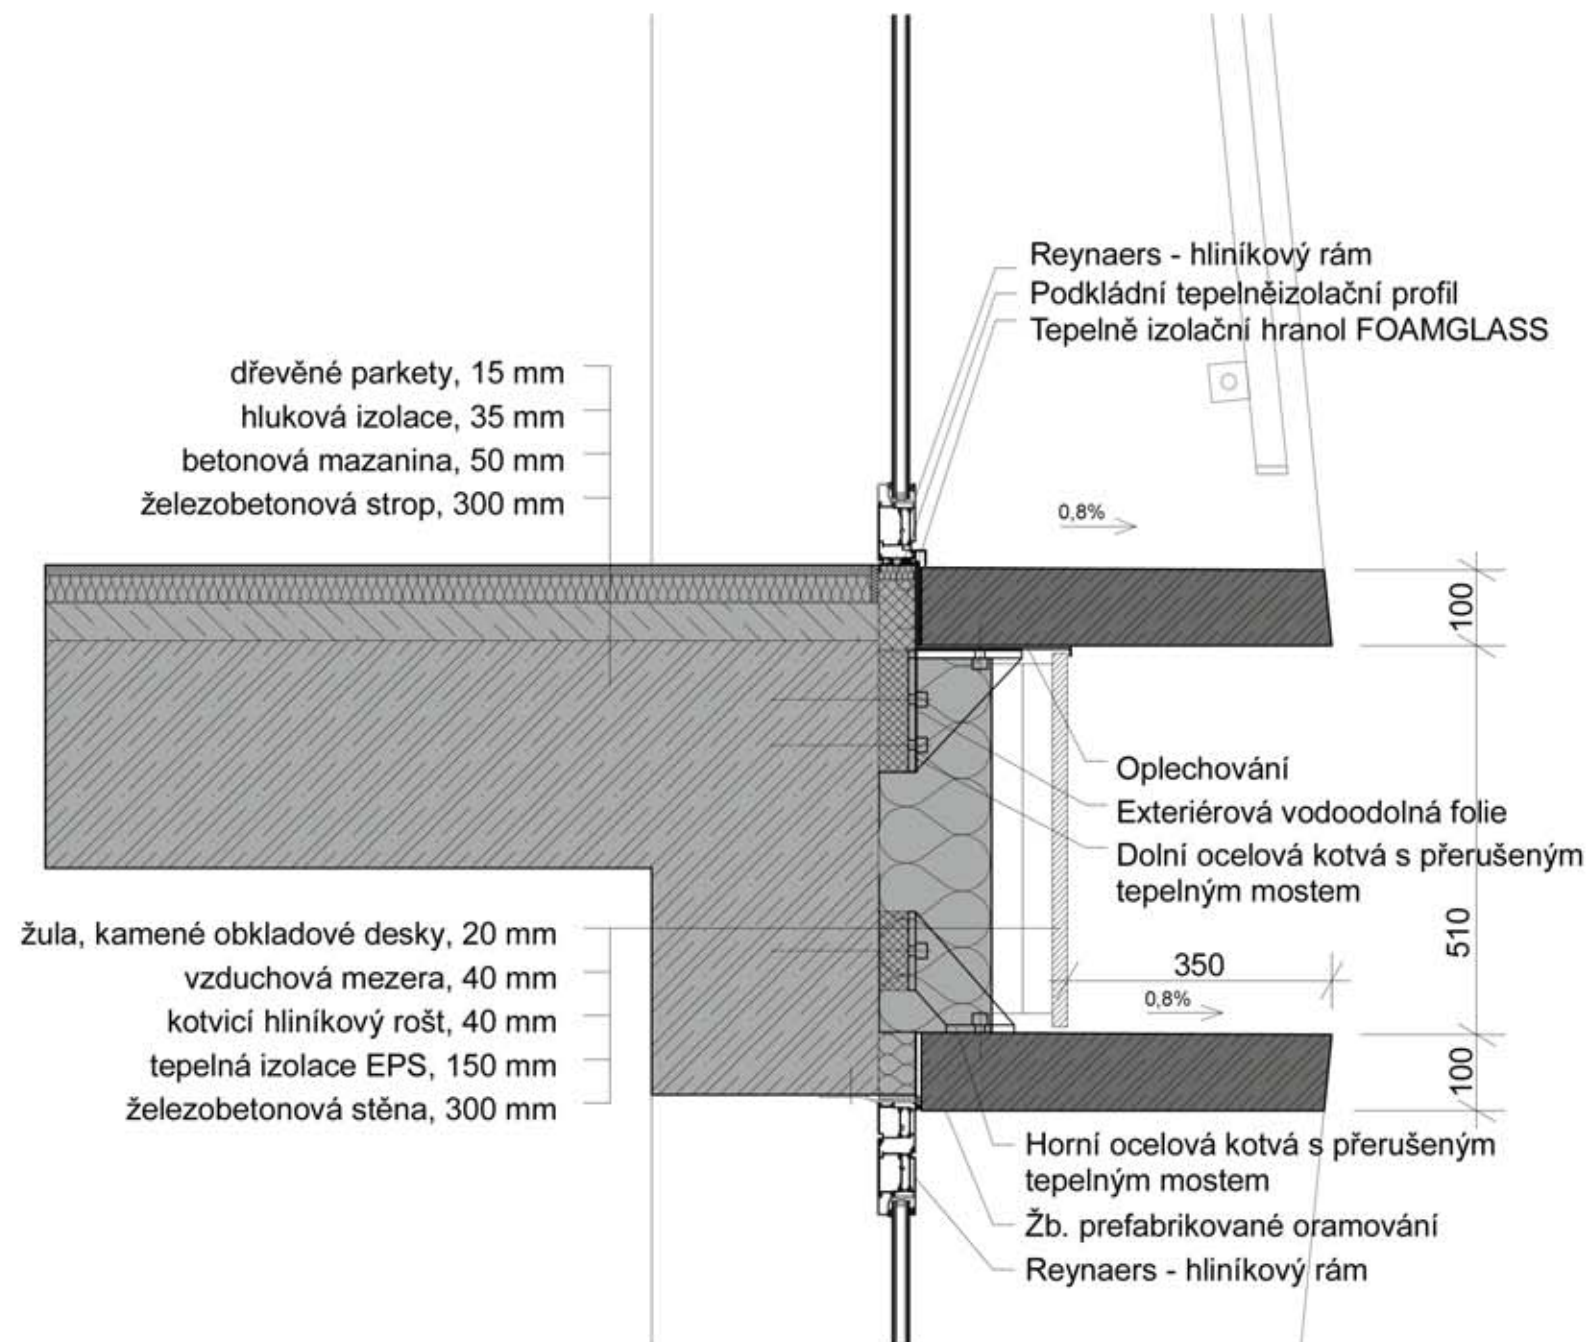 Reynaers - hliníkový rám
Podkládní tepelněizolační profil
Tepelně izolační hranol FOAMGLASS
dřevěné parkety, 15 mm
hluková izolace, 35 mm
betonová mazanina, 50 mm
železobetonová strop, 300 mm
0,8%
100
Oplechování
Exteriérová vodoodolná folie
Dolní ocelová kotvá s přerušeným
tepelným mostem
510
žula, kamené obkladové desky, 20 mm
vzduchová mezera, 40 mm
kotvicí hliníkový rošt, 40 mm
tepelná izolace EPS, 150 mm
železobetonová stěna, 300 mm
350
0,8%
100
Horní ocelová kotvá s přerušeným
tepelným mostem
Žb. prefabrikované oramování
Reynaers - hliníkový rám